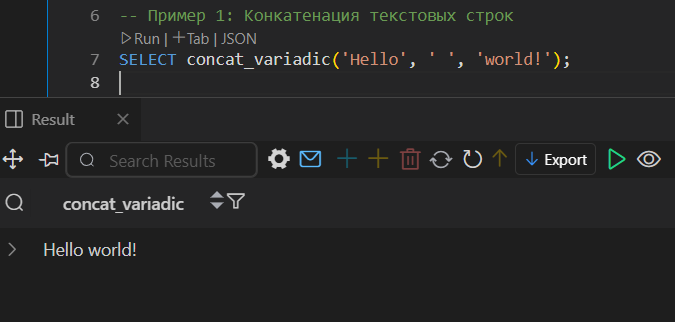 6 -- Пример 1: Конкатенация текстовых строк
Run | Tab | JSON
7 SELECT concat_variadic('Hello', ' ', 'world!');
8
Result
Search Results
Export
concat_variadic
Hello world!